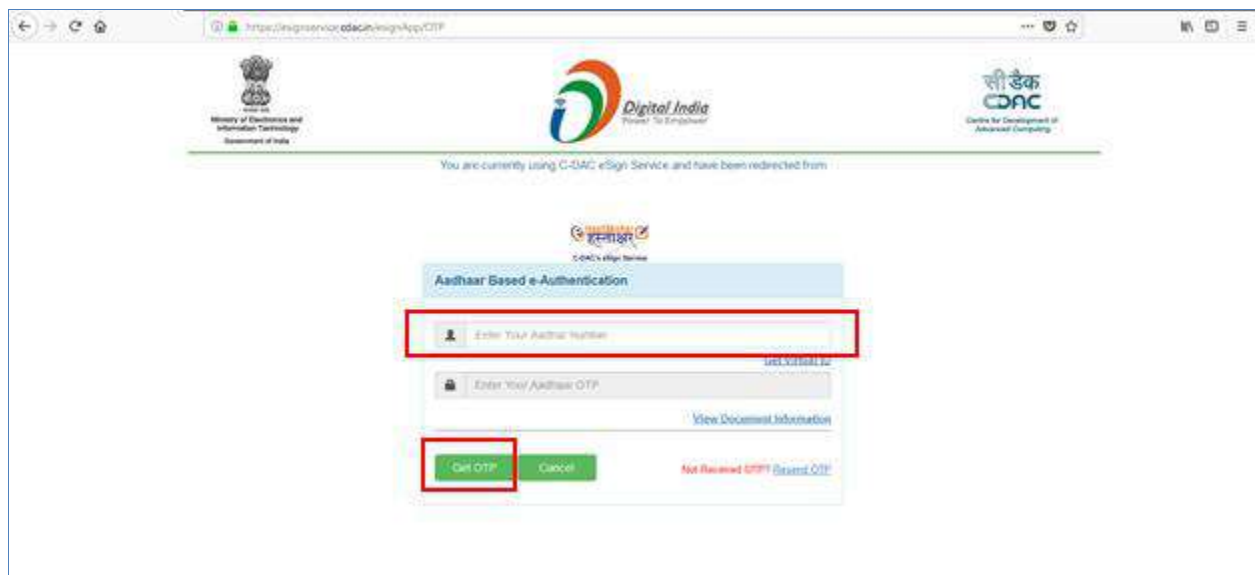 https://esignservice.cdac.in/esignApp/OTP
Ministry of Electronics and
Information Technology
Government of India
Digital India
Power To Empower
सी डैक
CDAC
Centre for Development of
Advanced Computing
You are currently using C-DAC eSign Service and have been redirected from
हस्ताक्षर
C-DAC's eSign Service
Aadhaar Based e-Authentication
Enter Your Aadhar Number
Get Virtual ID
Enter Your Aadhaar OTP
View Document Information
Get OTP Cancel Not Received OTP? Resend OTP